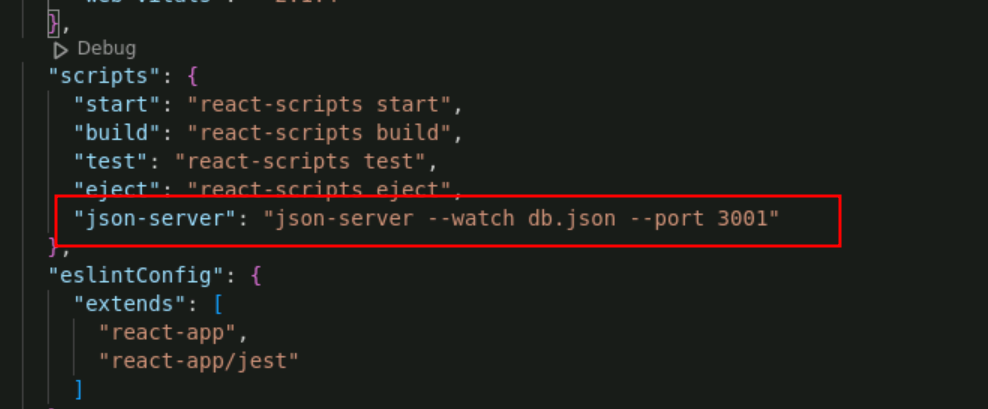 },
Debug
"scripts": {
"start": "react-scripts start",
"build": "react-scripts build",
"test": "react-scripts test",
"eject": "react-scripts eject",
"json-server": "json-server --watch db.json --port 3001"
},
"eslintConfig": {
"extends": [
"react-app",
"react-app/jest"
]